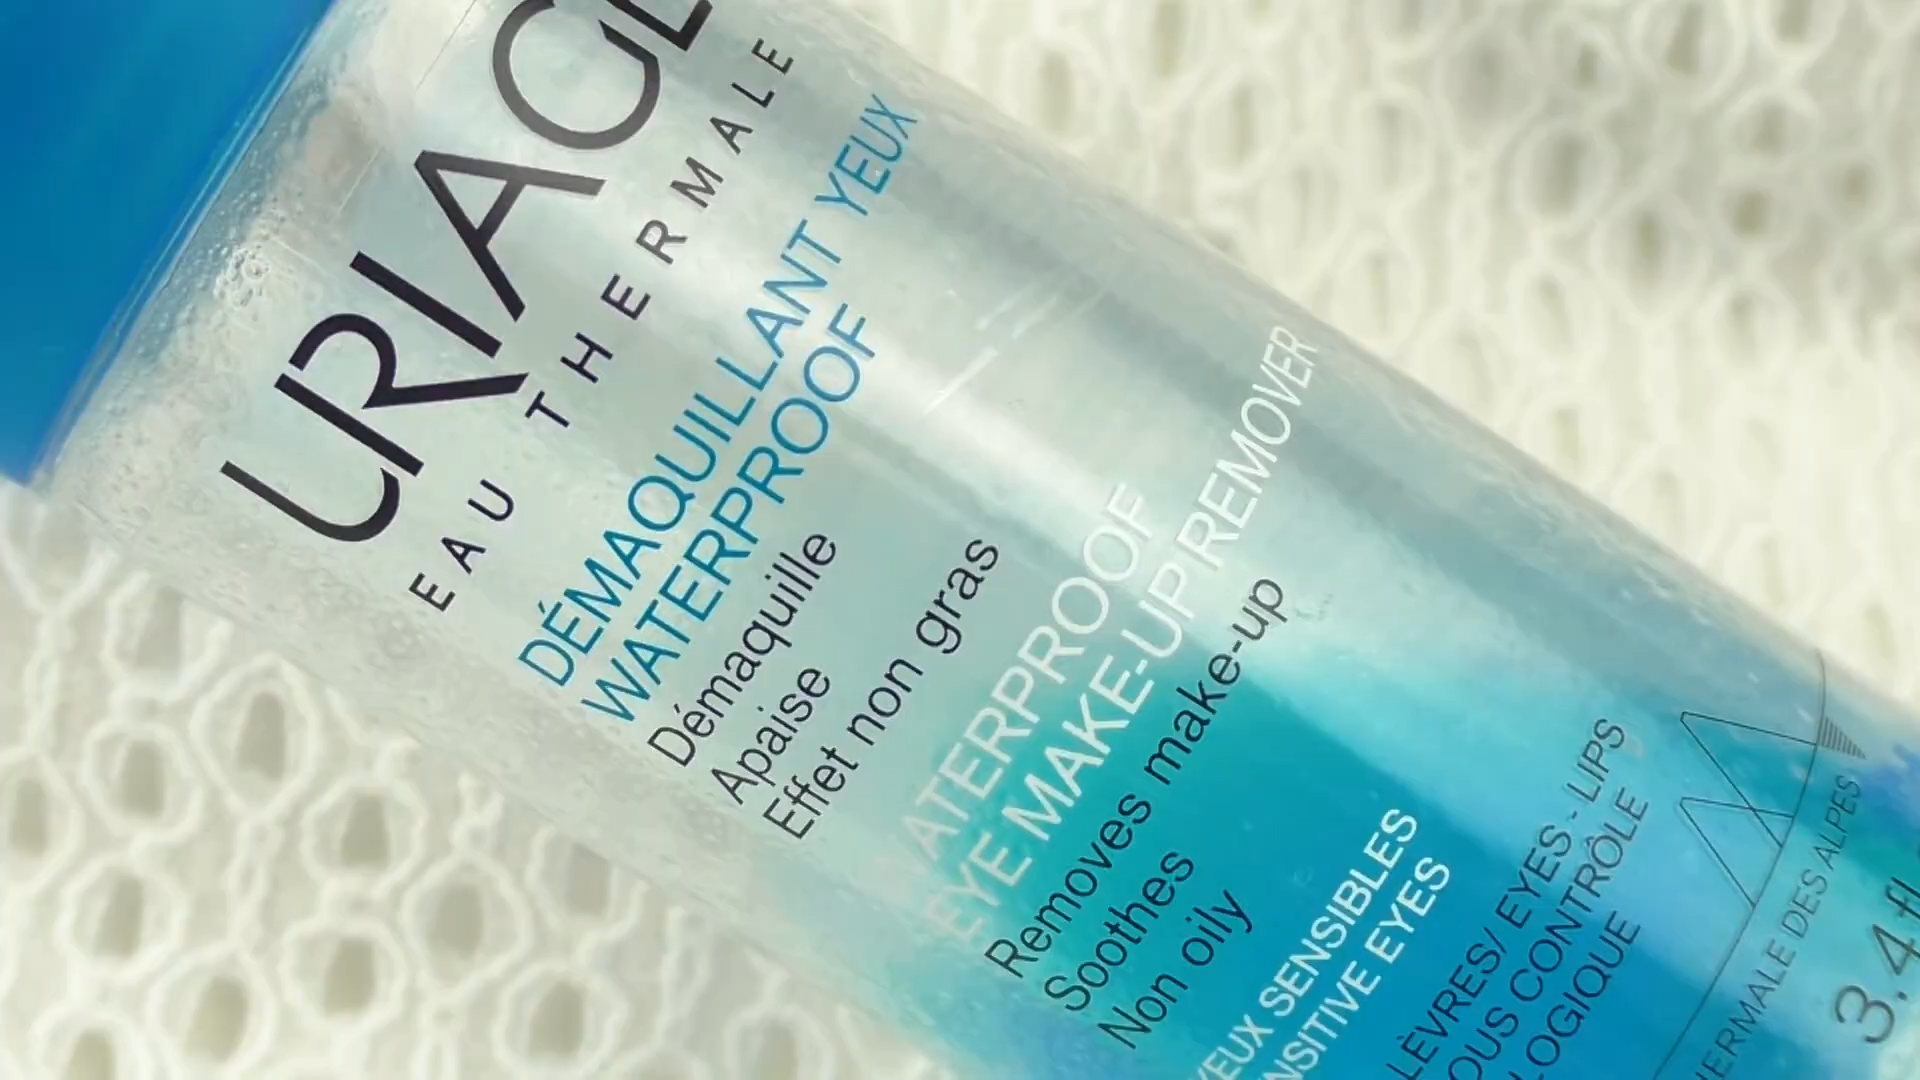 URIAGE
EAU THERMALE
DÉMAQUILLANT YEUX
WATERPROOF
Démaquille
Apaise
Effet non gras
WATERPROOF
EYE MAKE-UP REMOVER
Removes make-up
Soothes
Non oily
YEUX SENSIBLES
SENSITIVE EYES
LÈVRES/ EYES - LIPS
SOUS CONTRÔLE
THERMALE DES ALPES
3.4 fl